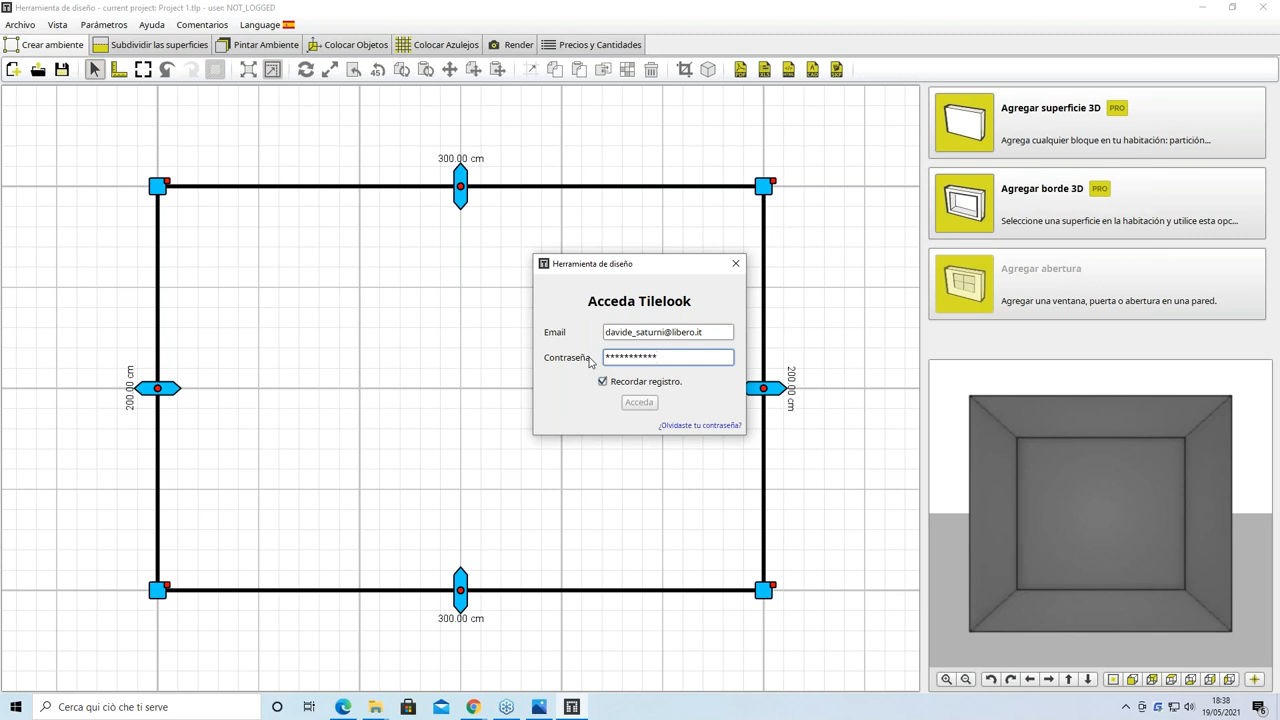 Herramienta de diseño - current project: Project 1.tlp - user: NOT_LOGGED
Archivo Vista Parámetros Ayuda Comentarios Language
Crear ambiente Subdividir las superficies Pintar Ambiente Colocar Objetos Colocar Azulejos Render Precios y Cantidades
45
PDF XLS CAD SKP
300.00 cm
200.00 cm
200.00 cm
300.00 cm
Herramienta de diseño
Acceda Tilelook
Email davide_saturni@libero.it
Contraseña ***********
Recordar registro.
Acceda
¿Olvidaste tu contraseña?
Agregar superficie 3D PRO
Agrega cualquier bloque en tu habitación: partición...
Agregar borde 3D PRO
Seleccione una superficie en la habitación y utilice esta opc...
Agregar abertura
Agregar una ventana, puerta o abertura en una pared.
Cerca qui ciò che ti serve
18:38
19/05/2021